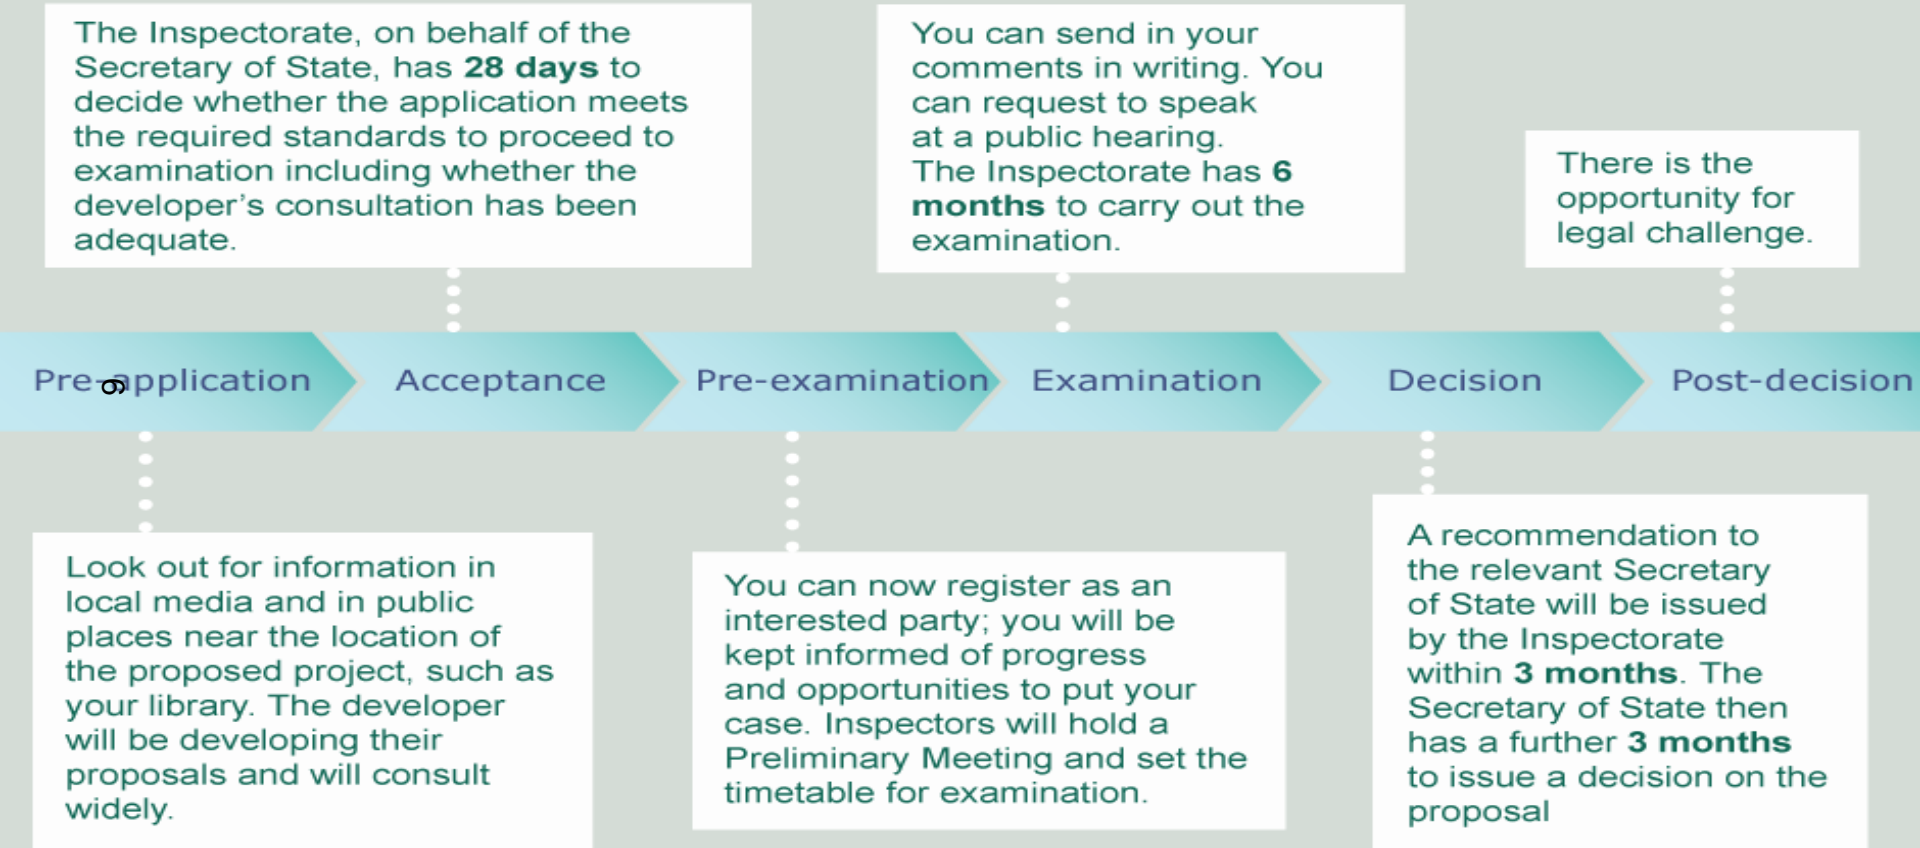 The Inspectorate, on behalf of the
Secretary of State, has 28 days to
decide whether the application meets
the required standards to proceed to
examination including whether the
developer’s consultation has been
adequate.
You can send in your
comments in writing. You
can request to speak
at a public hearing.
The Inspectorate has 6
months to carry out the
examination.
There is the
opportunity for
legal challenge.
Pre-application
9
Acceptance
Pre-examination
Examination
Decision
Post-decision
Look out for information in
local media and in public
places near the location of
the proposed project, such as
your library. The developer
will be developing their
proposals and will consult
widely.
You can now register as an
interested party; you will be
kept informed of progress
and opportunities to put your
case. Inspectors will hold a
Preliminary Meeting and set the
timetable for examination.
A recommendation to
the relevant Secretary
of State will be issued
by the Inspectorate
within 3 months. The
Secretary of State then
has a further 3 months
to issue a decision on the
proposal